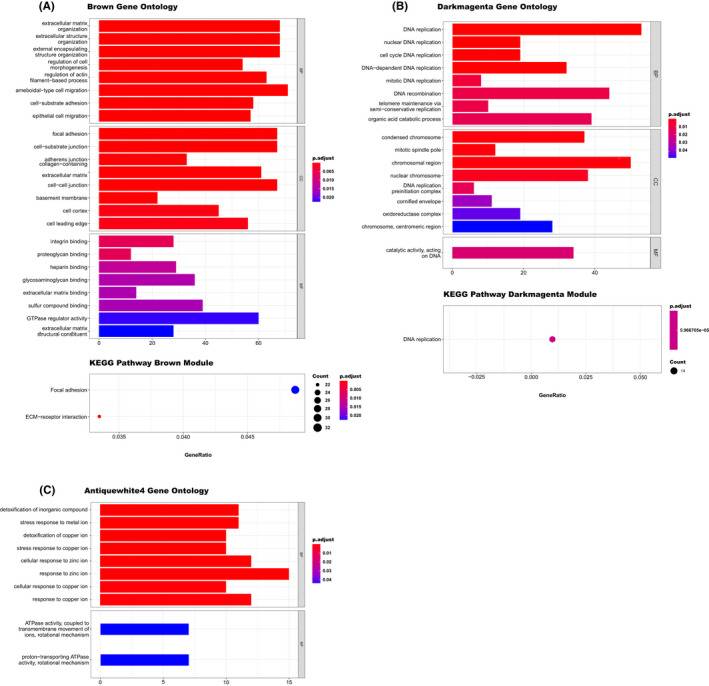 (A)
Brown Gene Ontology
extracellular matrix
organization
extracellular structure
organization
external encapsulating
structure organization
regulation of cell
morphogenesis
regulation of actin
filament-based process
ameboidal-type cell migration
cell-substrate adhesion
epithelial cell migration
BP
focal adhesion
cell-substrate junction
adherens junction
collagen-containing
extracellular matrix
cell-cell junction
basement membrane
cell cortex
cell leading edge
CC
integrin binding
proteoglycan binding
heparin binding
glycosaminoglycan binding
extracellular matrix binding
sulfur compound binding
GTPase regulator activity
extracellular matrix
structural constituent
MF
0 20 40 60
p.adjust
0.005
0.010
0.015
0.020
KEGG Pathway Brown Module
Focal adhesion
ECM-receptor interaction
0.035 0.040 0.045
GeneRatio
Count
22
24
26
28
30
32
p.adjust
0.005
0.010
0.015
0.020
(B)
Darkmagenta Gene Ontology
DNA replication
nuclear DNA replication
cell cycle DNA replication
DNA-dependent DNA replication
mitotic DNA replication
DNA recombination
telomere maintenance via
semi-conservative replication
organic acid catabolic process
BP
condensed chromosome
mitotic spindle pole
chromosomal region
nuclear chromosome
DNA replication
preinitiation complex
cornified envelope
oxidoreductase complex
chromosome, centromeric region
CC
catalytic activity, acting
on DNA
MF
0 20 40
p.adjust
0.01
0.02
0.03
0.04
KEGG Pathway Darkmagenta Module
DNA replication
−0.025 0.000 0.025 0.050
GeneRatio
p.adjust
Count
(C)
Antiquewhite4 Gene Ontology
detoxification of inorganic compound
stress response to metal ion
detoxification of copper ion
stress response to copper ion
cellular response to zinc ion
response to zinc ion
cellular response to copper ion
response to copper ion
BP
ATPase activity, coupled to
transmembrane movement of
ions, rotational mechanism
proton-transporting ATPase
activity, rotational mechanism
0 5 10 15
p.adjust
0.01
0.02
0.03
0.04